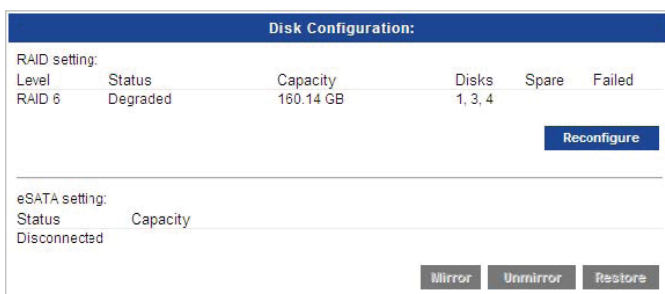 Disk Configuration:
RAID setting:
Level Status Capacity Disks Spare Failed
RAID 6 Degraded 160.14 GB 1, 3, 4
Reconfigure
eSATA setting:
Status Capacity
Disconnected
Mirror Unmirror Restore